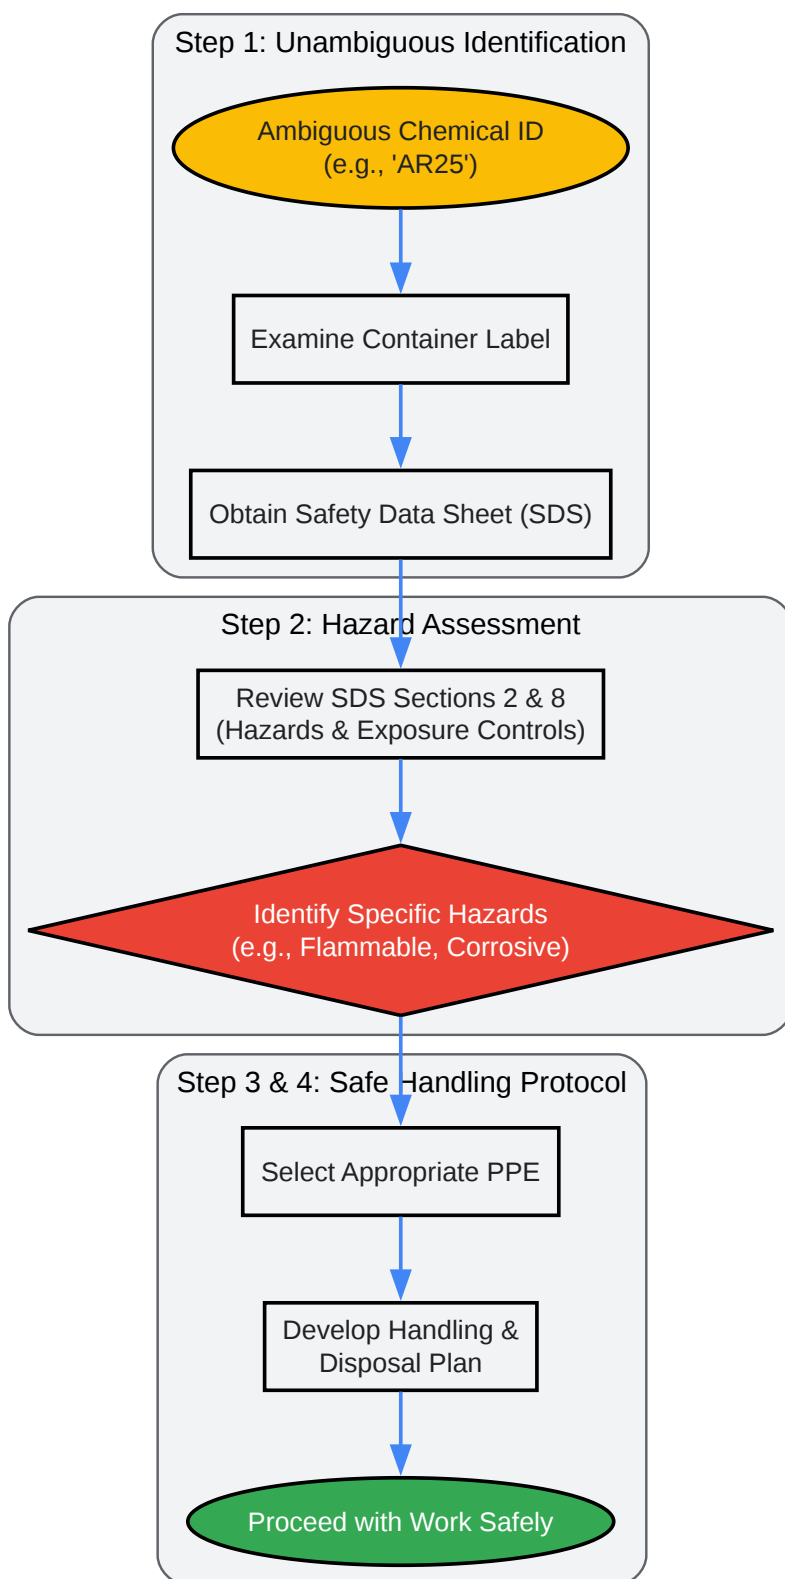 Step 1: Unambiguous Identification
Ambiguous Chemical ID
(e.g., 'AR25')
Examine Container Label
Obtain Safety Data Sheet (SDS)
Step 2: Hazard Assessment
Review SDS Sections 2 & 8
(Hazards & Exposure Controls)
Identify Specific Hazards
(e.g., Flammable, Corrosive)
Step 3 & 4: Safe Handling Protocol
Select Appropriate PPE
Develop Handling &
Disposal Plan
Proceed with Work Safely